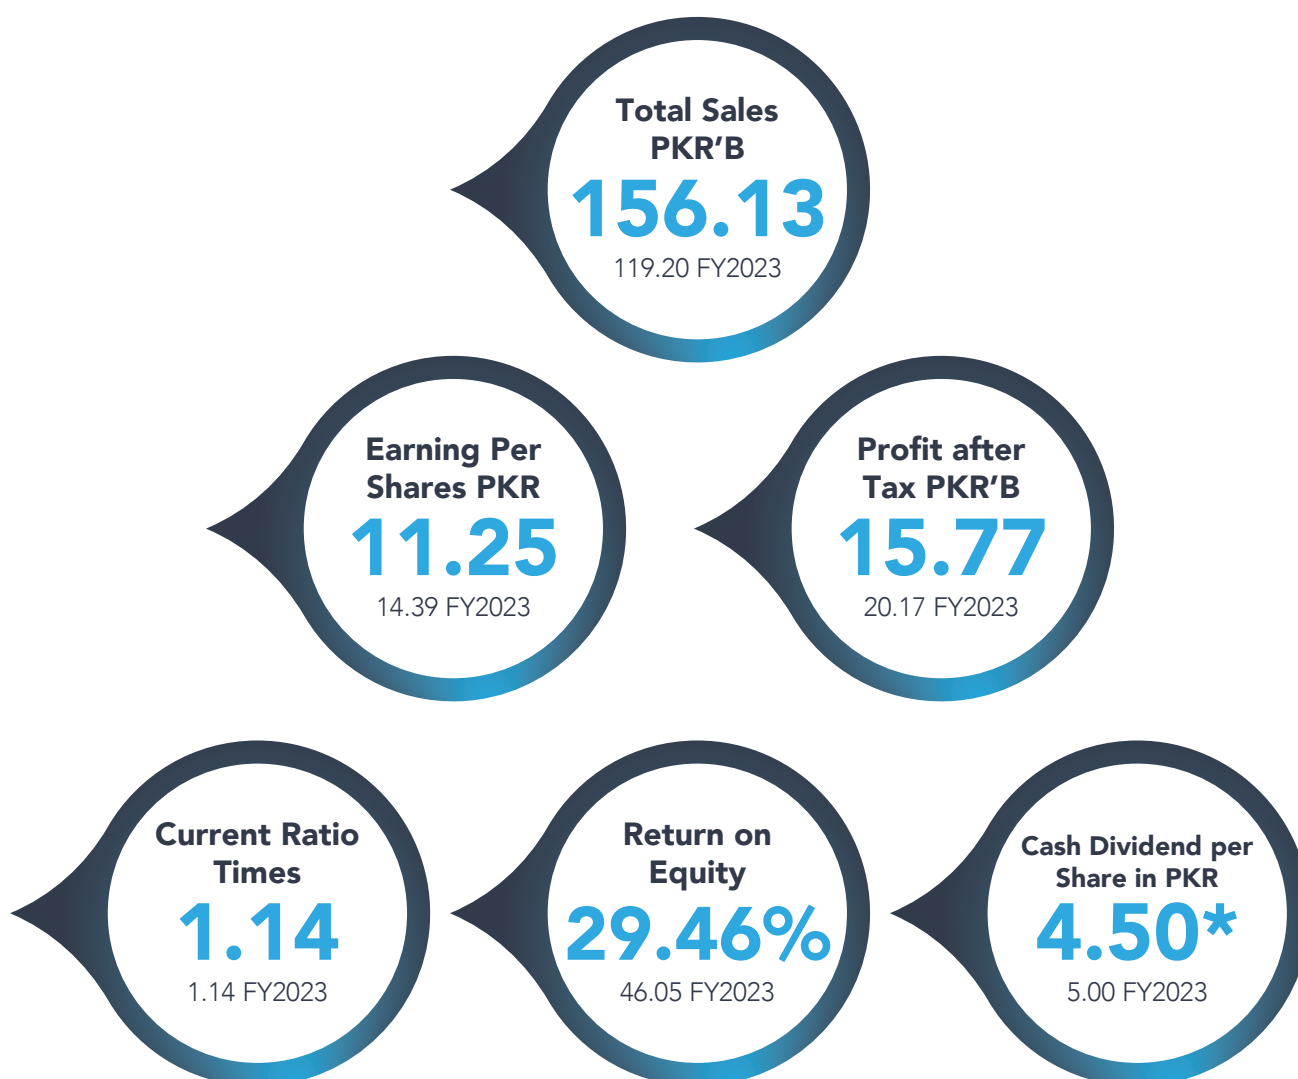 Total Sales
PKR’B
156.13
119.20 FY2023
Earning Per
Shares PKR
11.25
14.39 FY2023
Profit after
Tax PKR’B
15.77
20.17 FY2023
Current Ratio
Times
1.14
1.14 FY2023
Return on
Equity
29.46%
46.05 FY2023
Cash Dividend per
Share in PKR
4.50*
5.00 FY2023